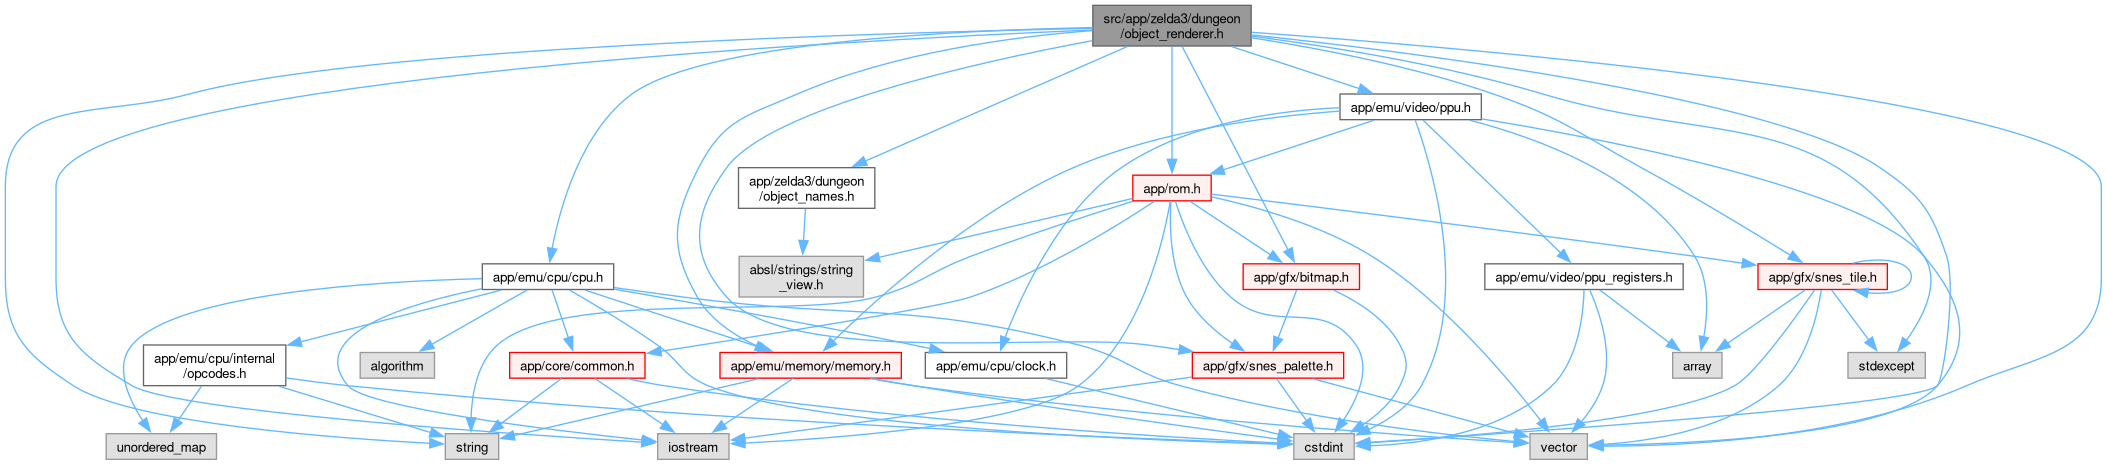 src/app/zelda3/dungeon
/object_renderer.h
app/emu/video/ppu.h
app/zelda3/dungeon
/object_names.h
app/rom.h
absl/strings/string
_view.h
app/emu/cpu/cpu.h
app/gfx/bitmap.h
app/emu/video/ppu_registers.h
app/gfx/snes_tile.h
app/emu/cpu/internal
/opcodes.h
algorithm
app/core/common.h
app/emu/memory/memory.h
app/emu/cpu/clock.h
app/gfx/snes_palette.h
array
stdexcept
unordered_map
string
iostream
cstdint
vector